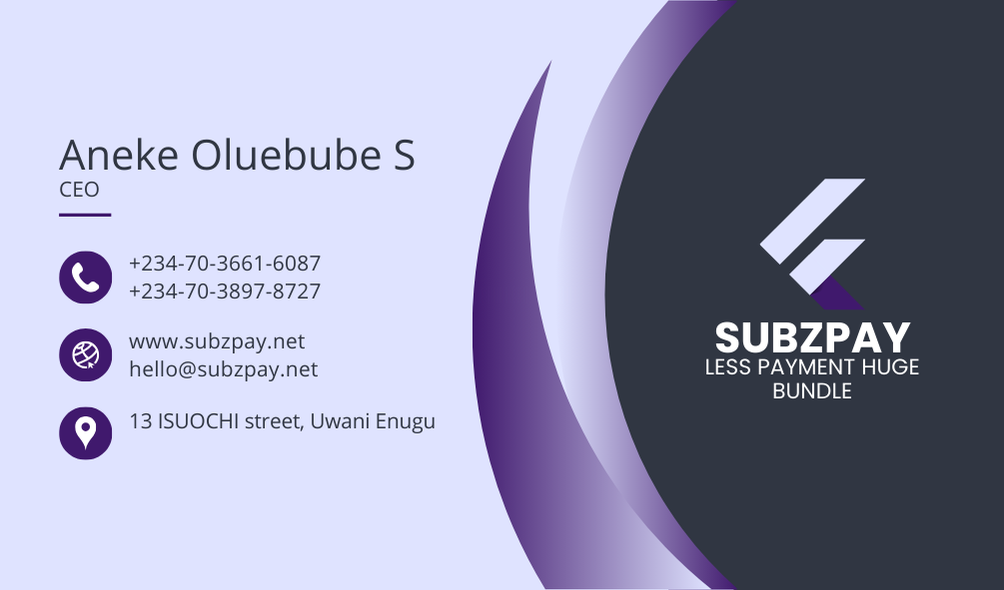 Aneke Oluebube S
CEO
+234-70-3661-6087
+234-70-3897-8727
www.subzpay.net
hello@subzpay.net
13 ISUOCHI street, Uwani Enugu
SUBZPAY
LESS PAYMENT HUGE
BUNDLE